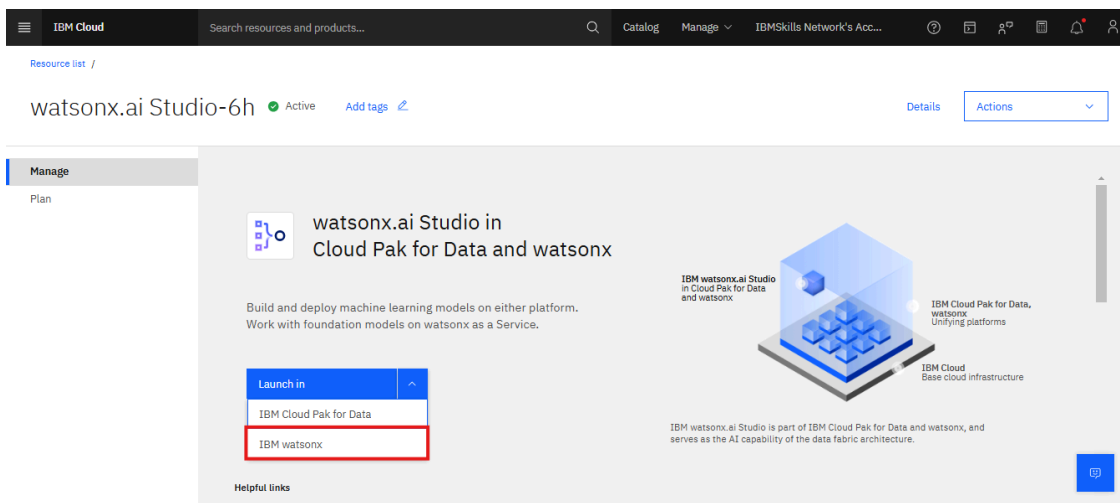 IBM Cloud
Search resources and products...
Catalog
Manage
IBMSkills Network's Acc...
Resource list /
watsonx.ai Studio-6h
Active
Add tags
Details
Actions
Manage
Plan
watsonx.ai Studio in
Cloud Pak for Data and watsonx
Build and deploy machine learning models on either platform.
Work with foundation models on watsonx as a Service.
Launch in
IBM Cloud Pak for Data
IBM watsonx
Helpful links
IBM watsonx.ai Studio
in Cloud Pak for Data
and watsonx
IBM Cloud Pak for Data,
watsonx
Unifying platforms
IBM Cloud
Base cloud infrastructure
IBM watsonx.ai Studio is part of IBM Cloud Pak for Data and watsonx, and
serves as the AI capability of the data fabric architecture.